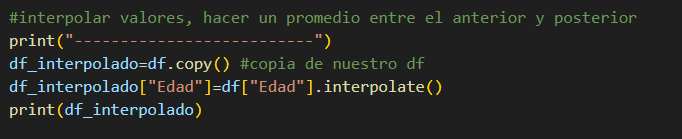 #interpolar valores, hacer un promedio entre el anterior y posterior
print("--------------------------")
df_interpolado=df.copy() #copia de nuestro df
df_interpolado["Edad"]=df["Edad"].interpolate()
print(df_interpolado)